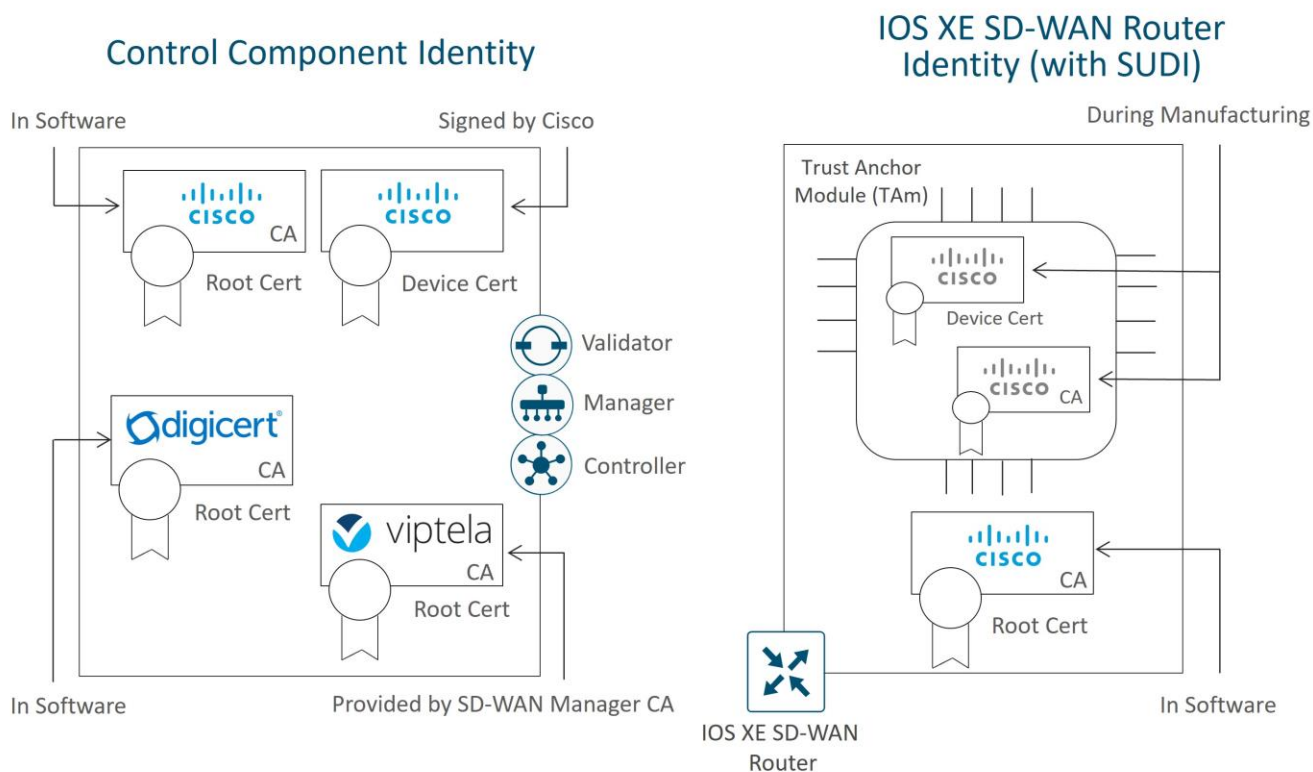 Control Component Identity
In Software
Signed by Cisco
CISCO
CA
Root Cert
CISCO
Device Cert
Validator
Manager
Controller
digicert®
CA
Root Cert
viptela
CA
Root Cert
In Software
Provided by SD-WAN Manager CA
IOS XE SD-WAN Router
Identity (with SUDI)
During Manufacturing
Trust Anchor
Module (TAm)
CISCO
Device Cert
CISCO
CA
CISCO
CA
Root Cert
IOS XE SD-WAN
Router
In Software